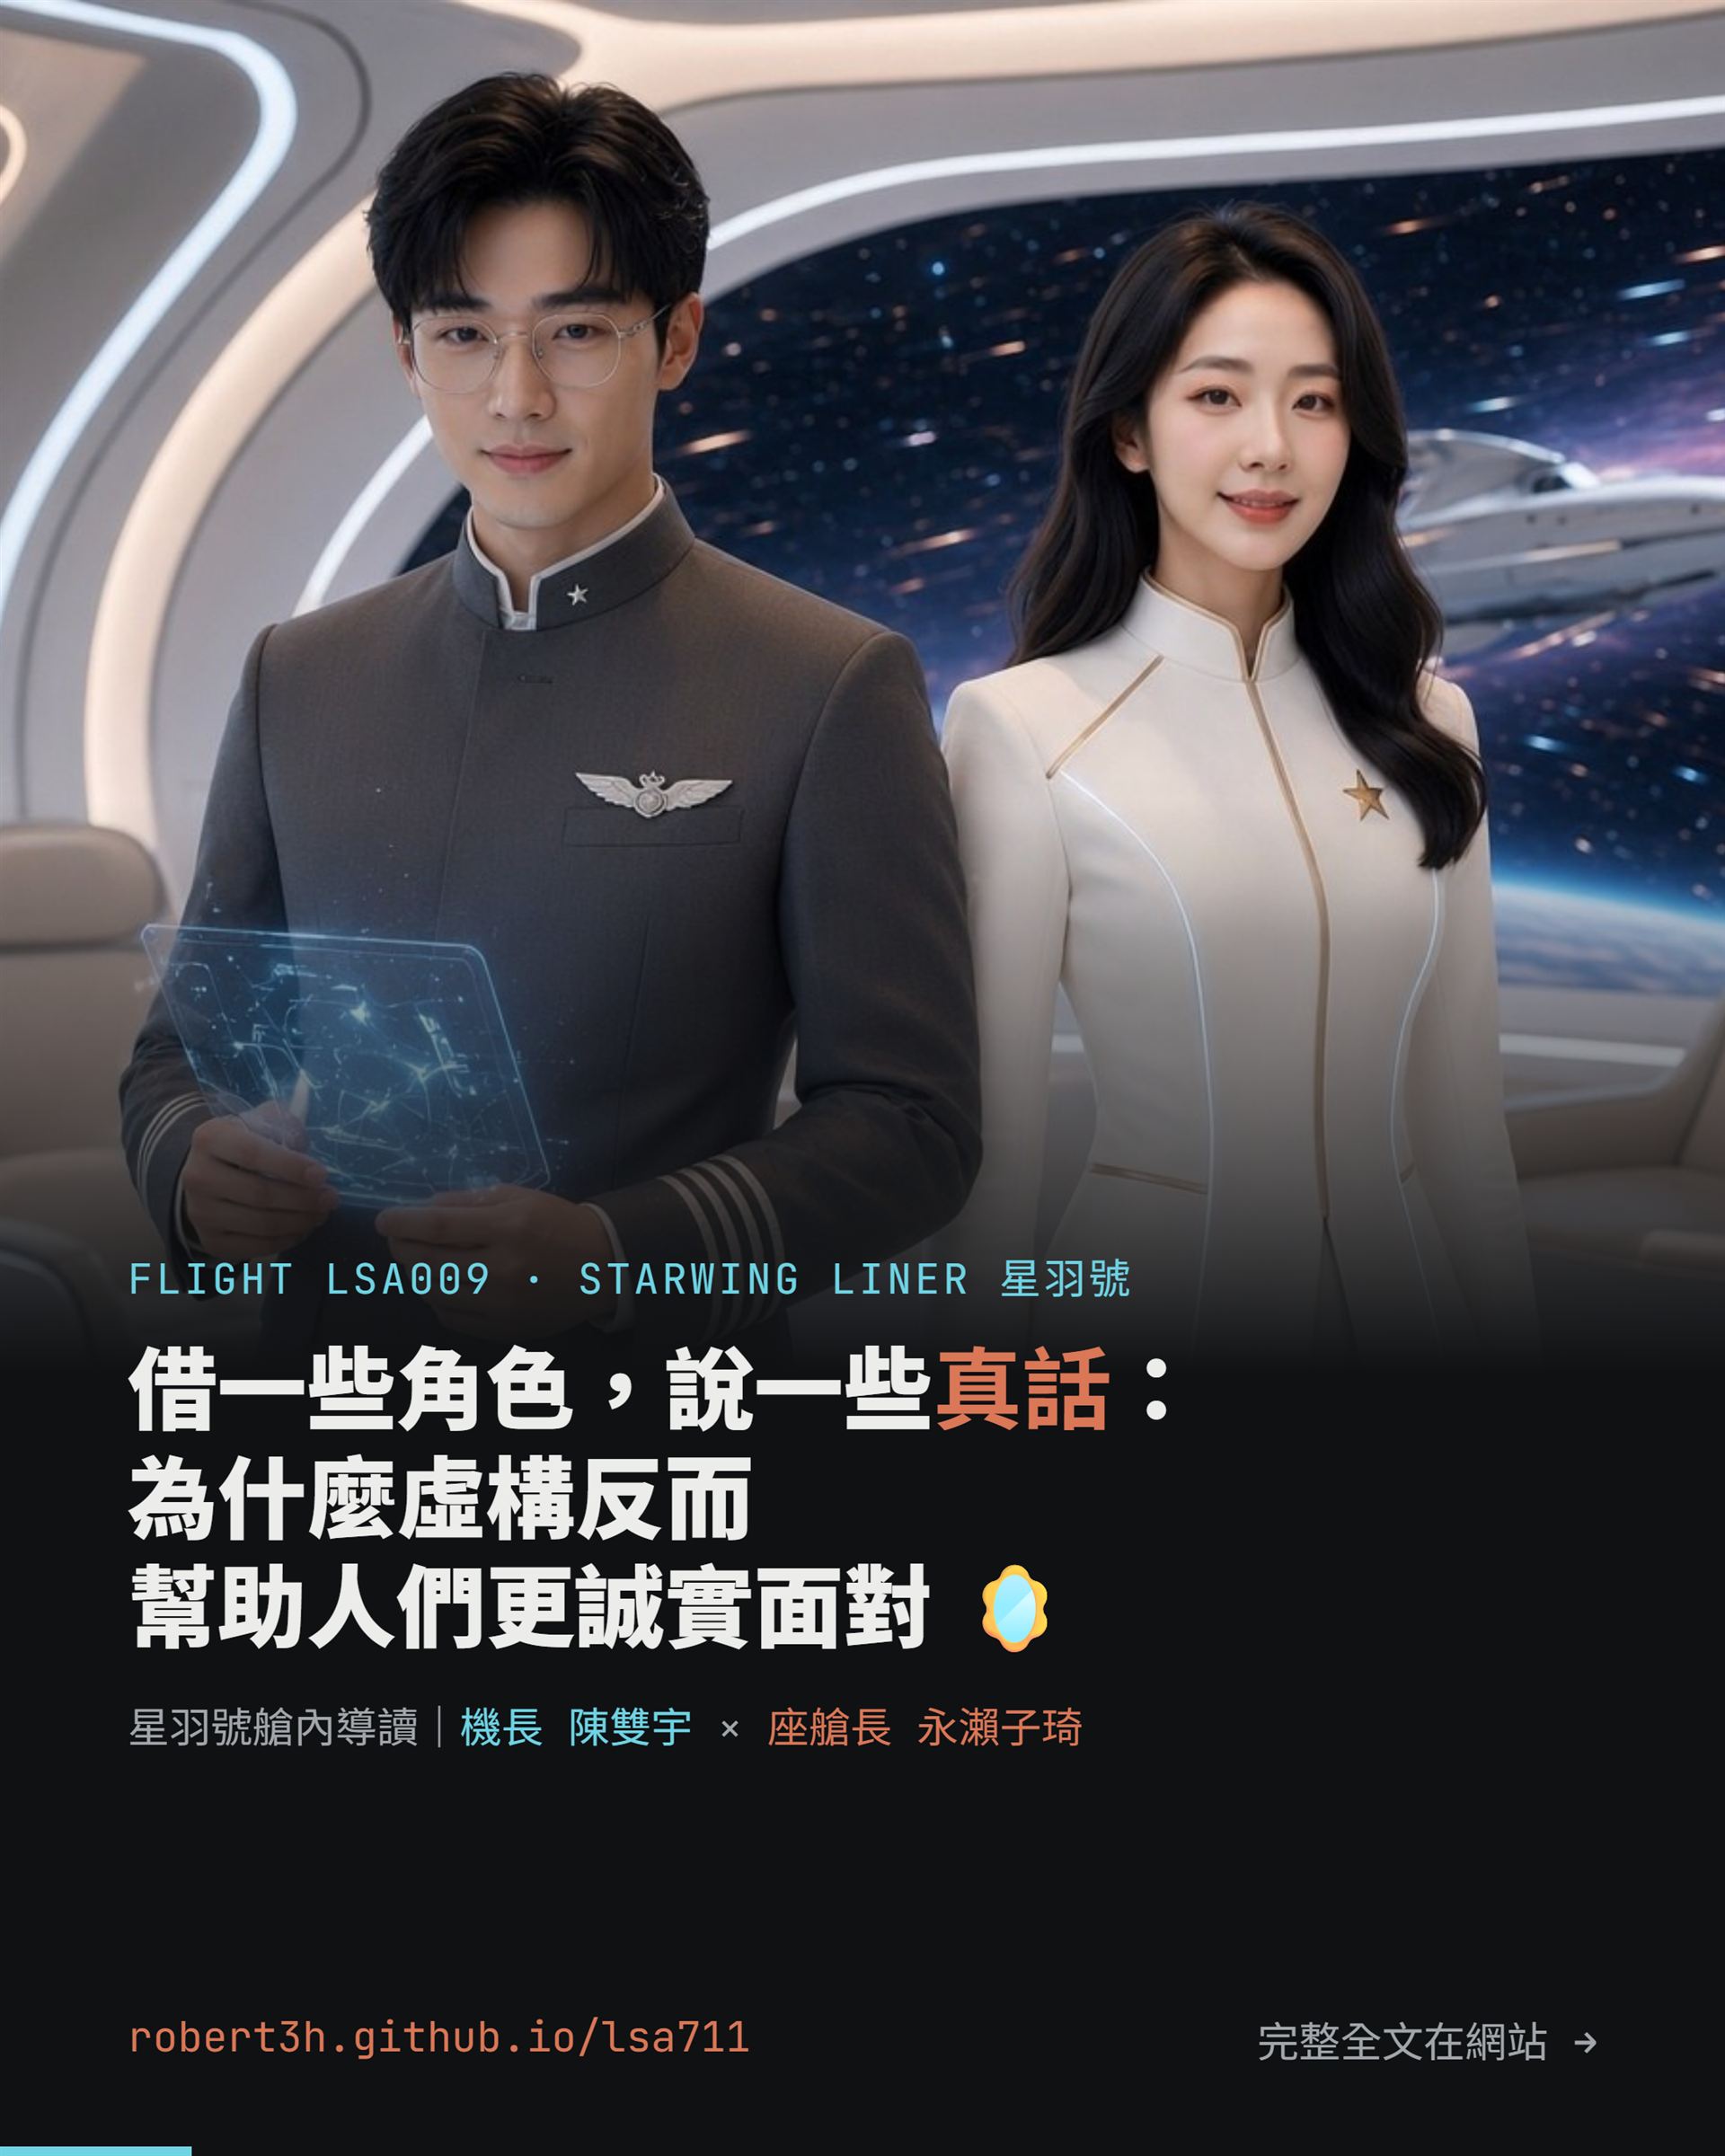 FLIGHT LSA009 · STARWING LINER 星羽號
借一些角色，說一些真話：
為什麼虛構反而
幫助人們更誠實面對 🪞
星羽號艙內導讀｜機長 陳雙宇 × 座艙長 永瀨子琦
robert3h.github.io/lsa711
完整全文在網站 →